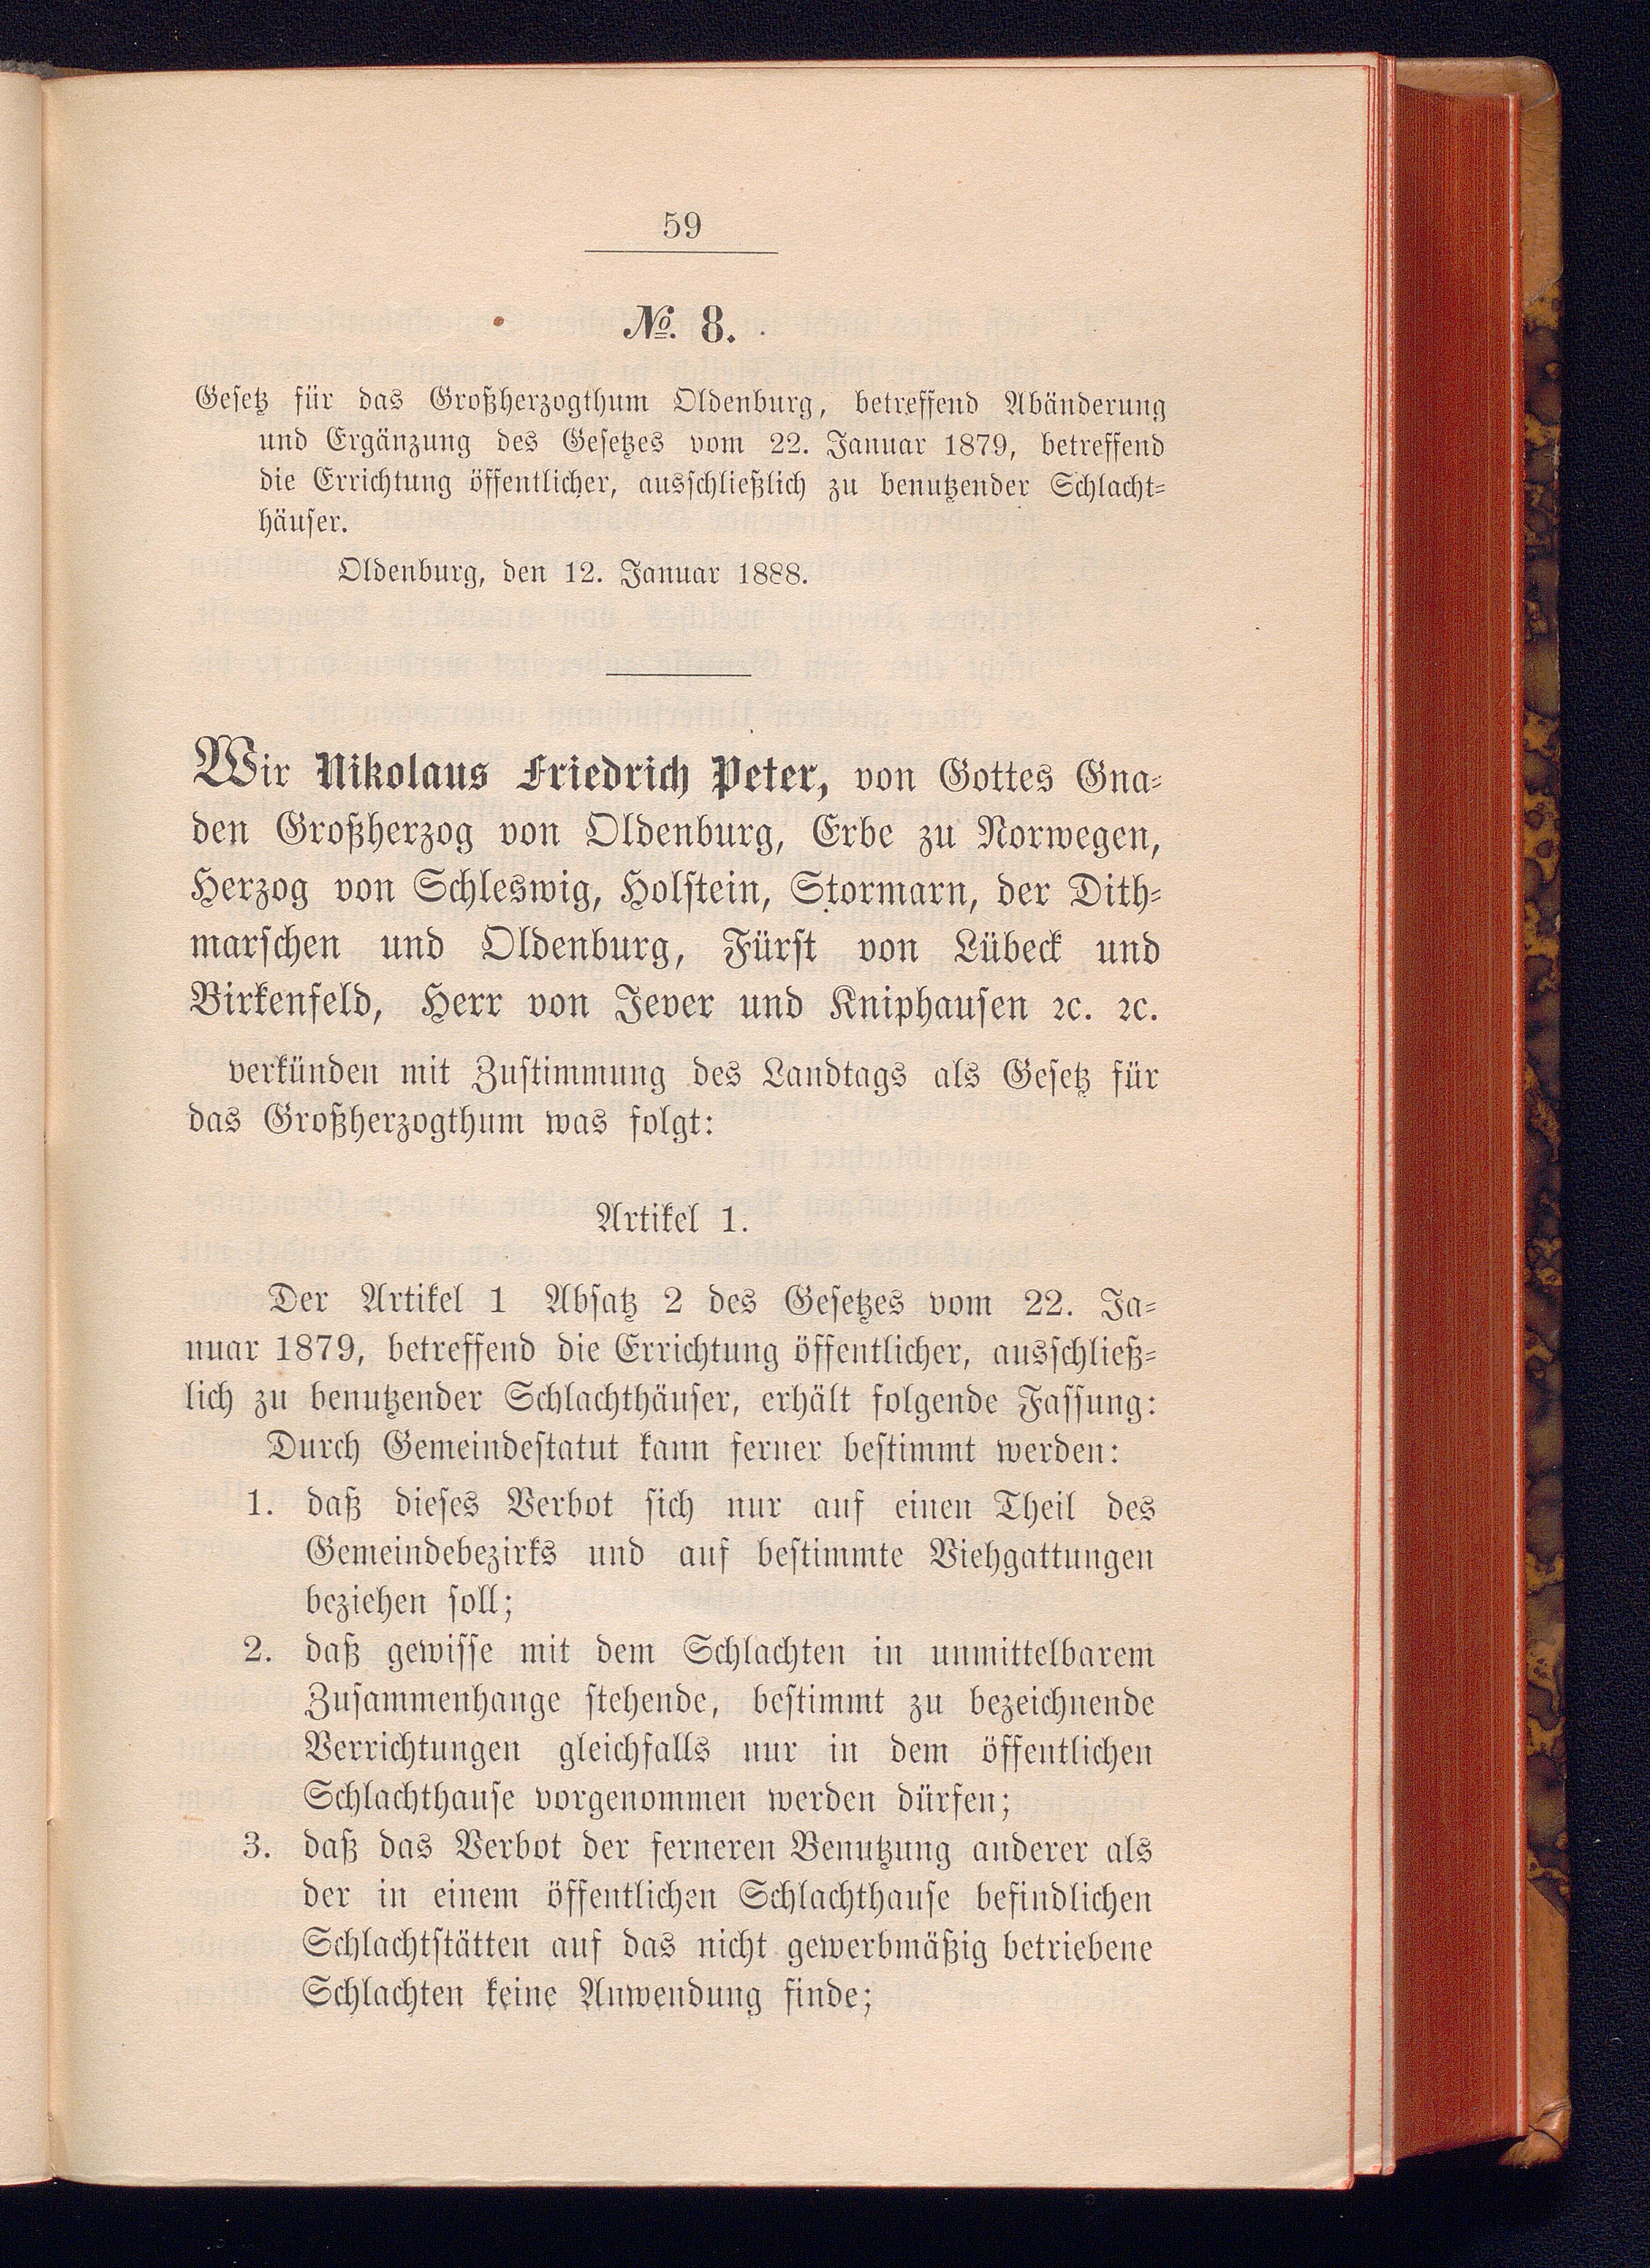 59
№. 8.
Gesetz für das Großherzogthum Oldenburg, betreffend Abänderung
und Ergänzung des Gesetzes vom 22. Januar 1879, betreffend
die Errichtung öffentlicher, ausschließlich zu benutzender Schlacht-
häuser.
Oldenburg, den 12. Januar 1888.
Wir Nikolaus Friedrich Peter, von Gottes Gna-
den Großherzog von Oldenburg, Erbe zu Norwegen,
Herzog von Schleswig, Holstein, Stormarn, der Dith-
marschen und Oldenburg, Fürst von Lübeck und
Birkenfeld, Herr von Jever und Kniphausen ꝛc. ꝛc.
verkünden mit Zustimmung des Landtags als Gesetz für
das Großherzogthum was folgt:
Artikel 1.
Der Artikel 1 Absatz 2 des Gesetzes vom 22. Ja-
nuar 1879, betreffend die Errichtung öffentlicher, ausschließ-
lich zu benutzender Schlachthäuser, erhält folgende Fassung:
Durch Gemeindestatut kann ferner bestimmt werden:
1. daß dieses Verbot sich nur auf einen Theil des
Gemeindebezirks und auf bestimmte Viehgattungen
beziehen soll;
2. daß gewisse mit dem Schlachten in unmittelbarem
Zusammenhange stehende, bestimmt zu bezeichnende
Verrichtungen gleichfalls nur in dem öffentlichen
Schlachthause vorgenommen werden dürfen;
3. daß das Verbot der ferneren Benutzung anderer als
der in einem öffentlichen Schlachthause befindlichen
Schlachtstätten auf das nicht gewerbmäßig betriebene
Schlachten keine Anwendung finde;